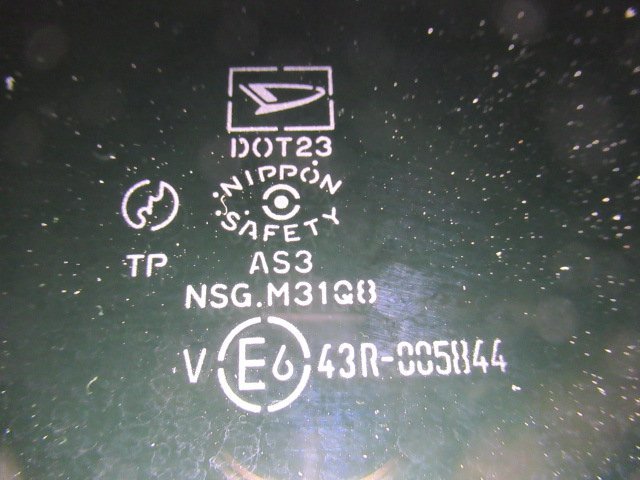 DOT23
NIPPON
SAFETY
TP
AS3
NSG.M31Q8
V E6 43R-005844